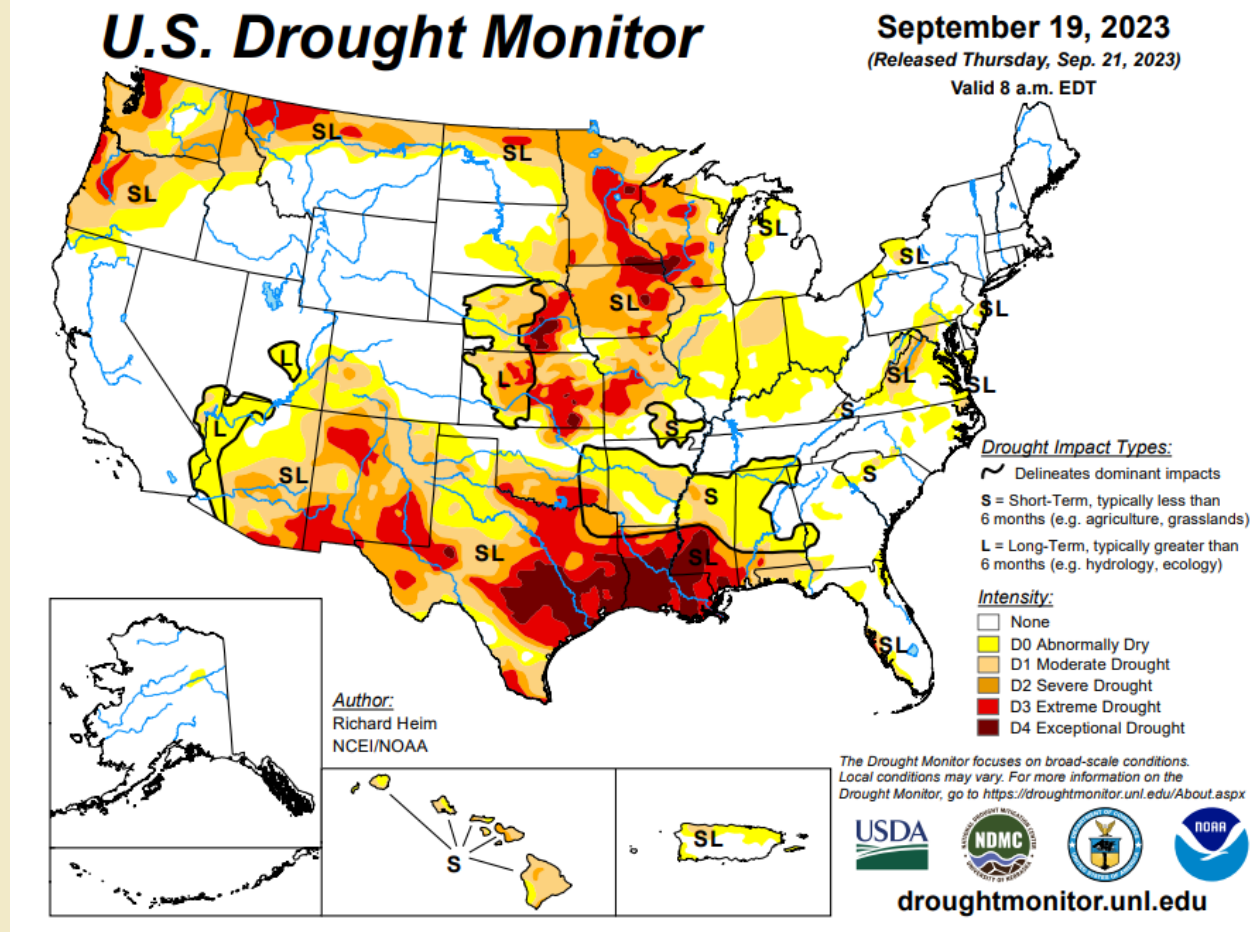 U.S. Drought Monitor
September 19, 2023
(Released Thursday, Sep. 21, 2023)
Valid 8 a.m. EDT
SL
SL
SL
SL
SL
SL
SL
SL
L
L
S
SL
SL
L
S
SL
S
S
SL
SL
SL
Drought Impact Types:
Delineates dominant impacts
S = Short-Term, typically less than
6 months (e.g. agriculture, grasslands)
L = Long-Term, typically greater than
6 months (e.g. hydrology, ecology)
Intensity:
None
D0 Abnormally Dry
D1 Moderate Drought
D2 Severe Drought
D3 Extreme Drought
D4 Exceptional Drought
Author:
Richard Heim
NCEI/NOAA
S
SL
The Drought Monitor focuses on broad-scale conditions.
Local conditions may vary. For more information on the
Drought Monitor, go to https://droughtmonitor.unl.edu/About.aspx
USDA
NDMC
NOAA
droughtmonitor.unl.edu